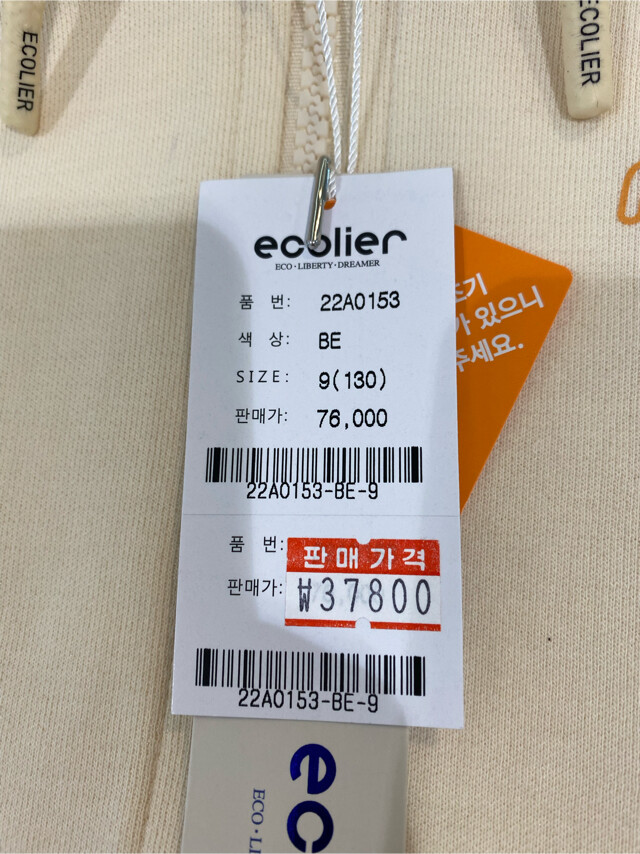 ECOLIER
ECOLIER
ecolier
ECO · LIBERTY · DREAMER
품 번: 22A0153
색 상: BE
SIZE: 9(130)
판매가: 76,000
22A0153-BE-9
품 번:
판매가격
판매가: ₩37800
22A0153-BE-9
있으니
주세요.
ec
ECO · L